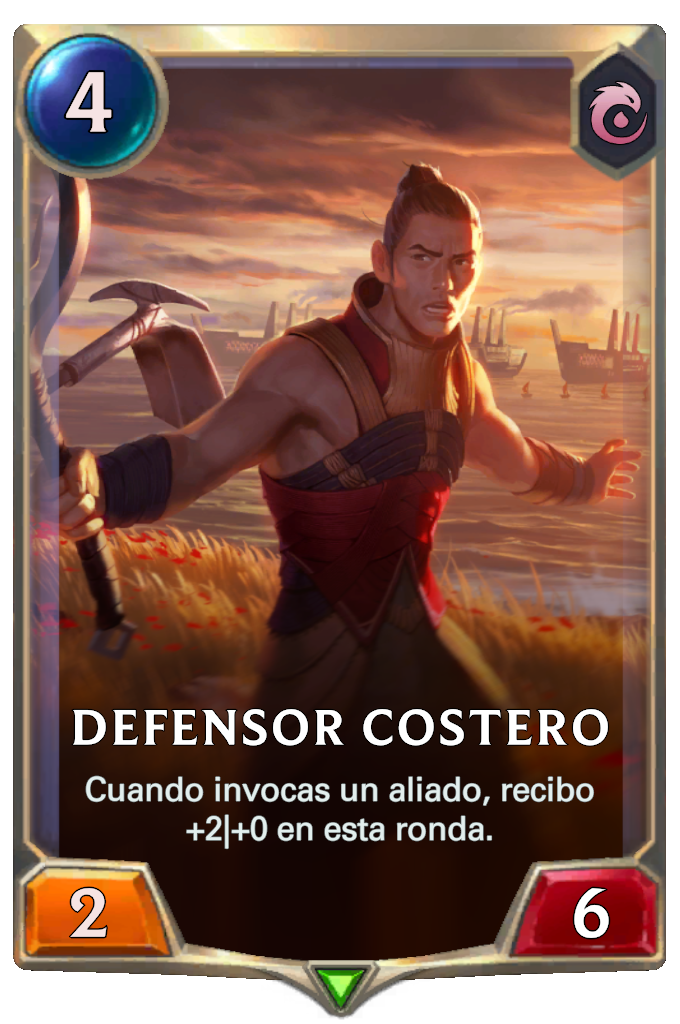 4
DEFENSOR COSTERO
Cuando invocas un aliado, recibo
+2|+0 en esta ronda.
2
6